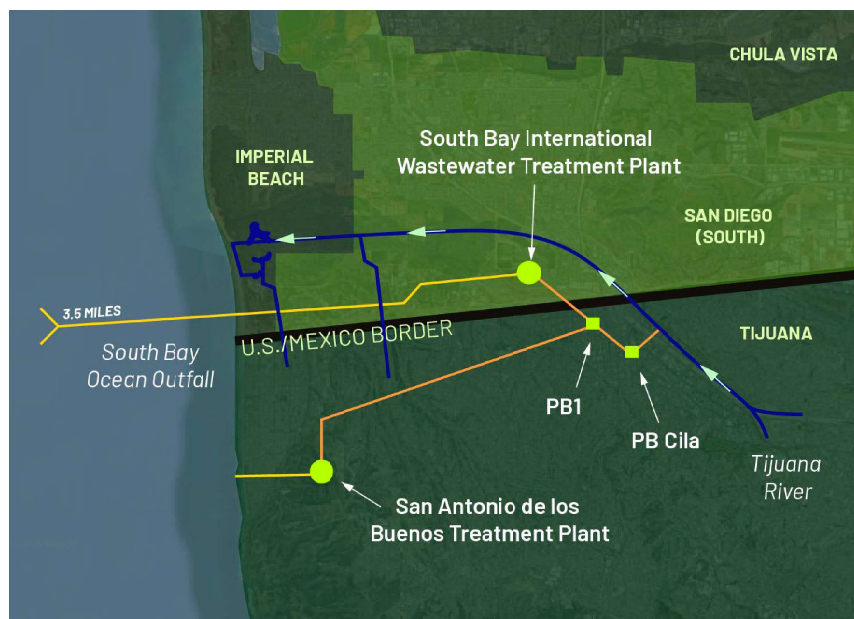 CHULA VISTA
South Bay International
Wastewater Treatment Plant
IMPERIAL
BEACH
SAN DIEGO
(SOUTH)
3.5 MILES
U.S./MEXICO BORDER
TIJUANA
South Bay
Ocean Outfall
PB1
PB Cila
Tijuana
River
San Antonio de los
Buenos Treatment Plant